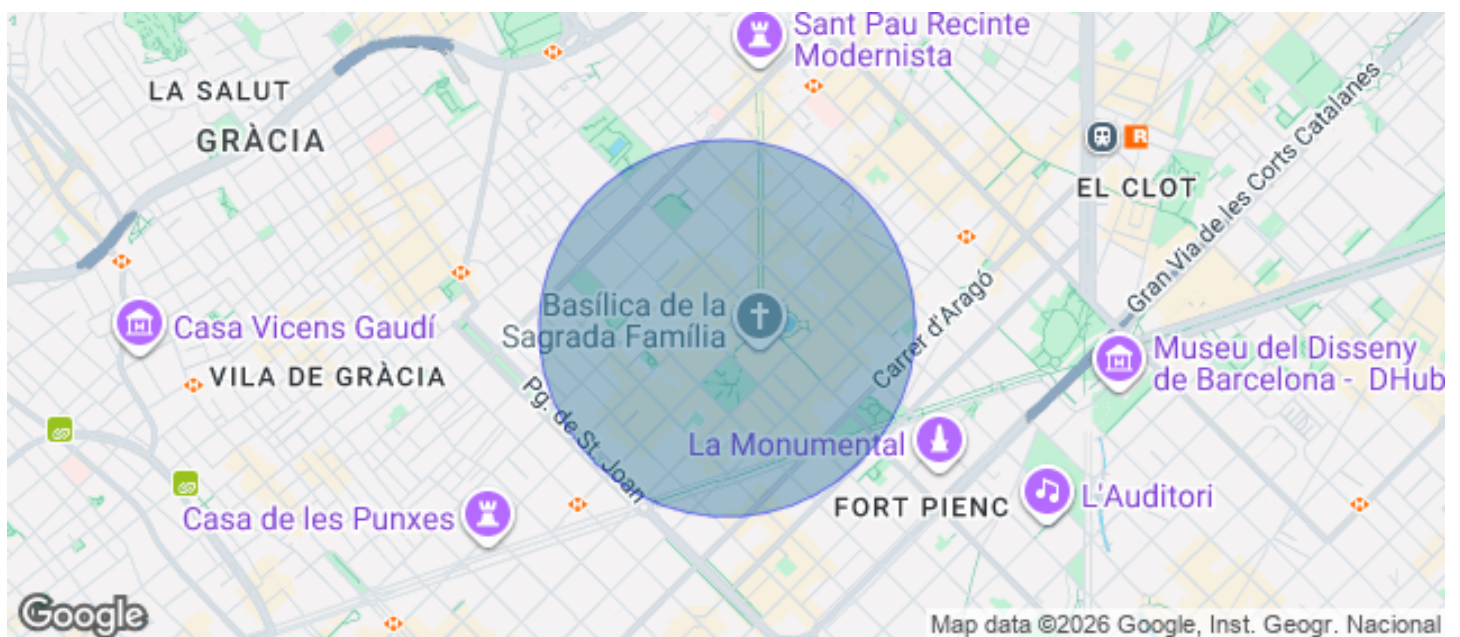 Sant Pau Recinte
Modernista
LA SALUT
GRÀCIA
EL CLOT
Gran Via de les Corts Catalanes
Basílica de la
Sagrada Família
Casa Vicens Gaudí
Carrer d'Aragó
Museu del Disseny
de Barcelona - DHub
VILA DE GRÀCIA
Pg. de St. Joan
La Monumental
FORT PIENC
L'Auditori
Casa de les Punxes
Google
Map data ©2026 Google, Inst. Geogr. Nacional
R